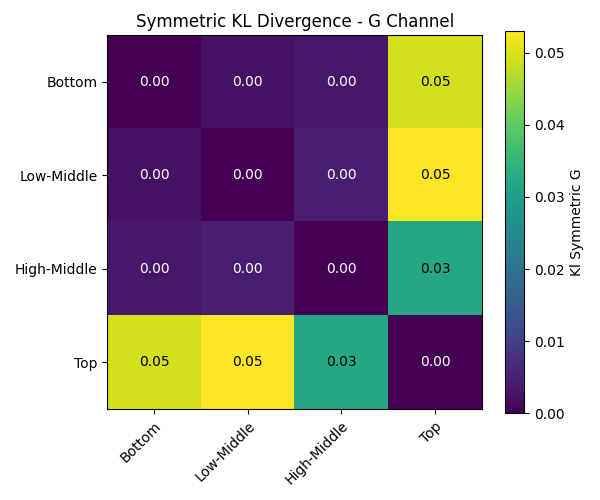 Symmetric KL Divergence - G Channel
Bottom 0.00 0.00 0.00 0.05
Low-Middle 0.00 0.00 0.00 0.05
High-Middle 0.00 0.00 0.00 0.03
Top 0.05 0.05 0.03 0.00
Bottom Low-Middle High-Middle Top
0.05
0.04
0.03
0.02
0.01
0.00
Kl Symmetric G